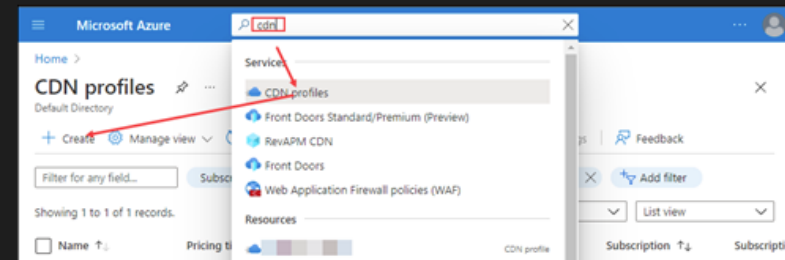 Microsoft Azure
cdn
Home >
CDN profiles
Default Directory
Create
Manage view
Feedback
Filter for any field...
Add filter
Showing 1 to 1 of 1 records.
List view
Name ↑↓
Subscription ↑↓
Services
CDN profiles
Front Doors Standard/Premium (Preview)
RevAPM CDN
Front Doors
Web Application Firewall policies (WAF)
Resources
CDN profile